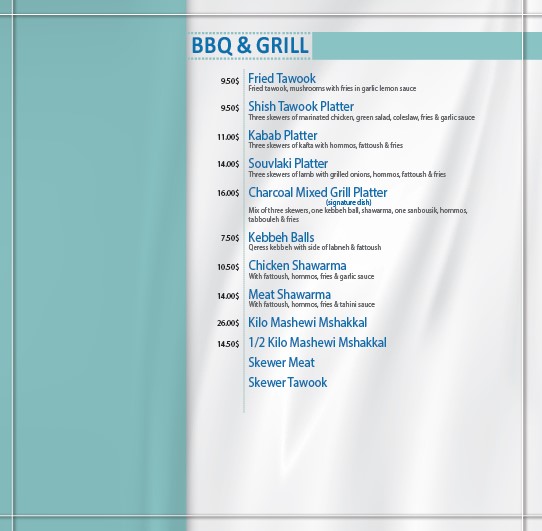 BBQ & GRILL
9.50$ Fried Tawook
Fried tawook, mushrooms with fries in garlic lemon sauce
9.50$ Shish Tawook Platter
Three skewers of marinated chicken, green salad, coleslaw, fries & garlic sauce
11.00$ Kabab Platter
Three skewers of kafta with hommos, fattoush & fries
14.00$ Souvlaki Platter
Three skewers of lamb with grilled onions, hommos, fattoush & fries
16.00$ Charcoal Mixed Grill Platter
(signature dish)
Mix of three skewers, one kebbeh ball, shawarma, one sanbousik, hommos,
tabbouleh & fries
7.50$ Kebbeh Balls
Qeress kebbeh with side of labneh & fattoush
10.50$ Chicken Shawarma
With fattoush, hommos, fries & garlic sauce
14.00$ Meat Shawarma
With fattoush, hommos, fries & tahini sauce
26.00$ Kilo Mashewi Mshakkal
14.50$ 1/2 Kilo Mashewi Mshakkal
Skewer Meat
Skewer Tawook